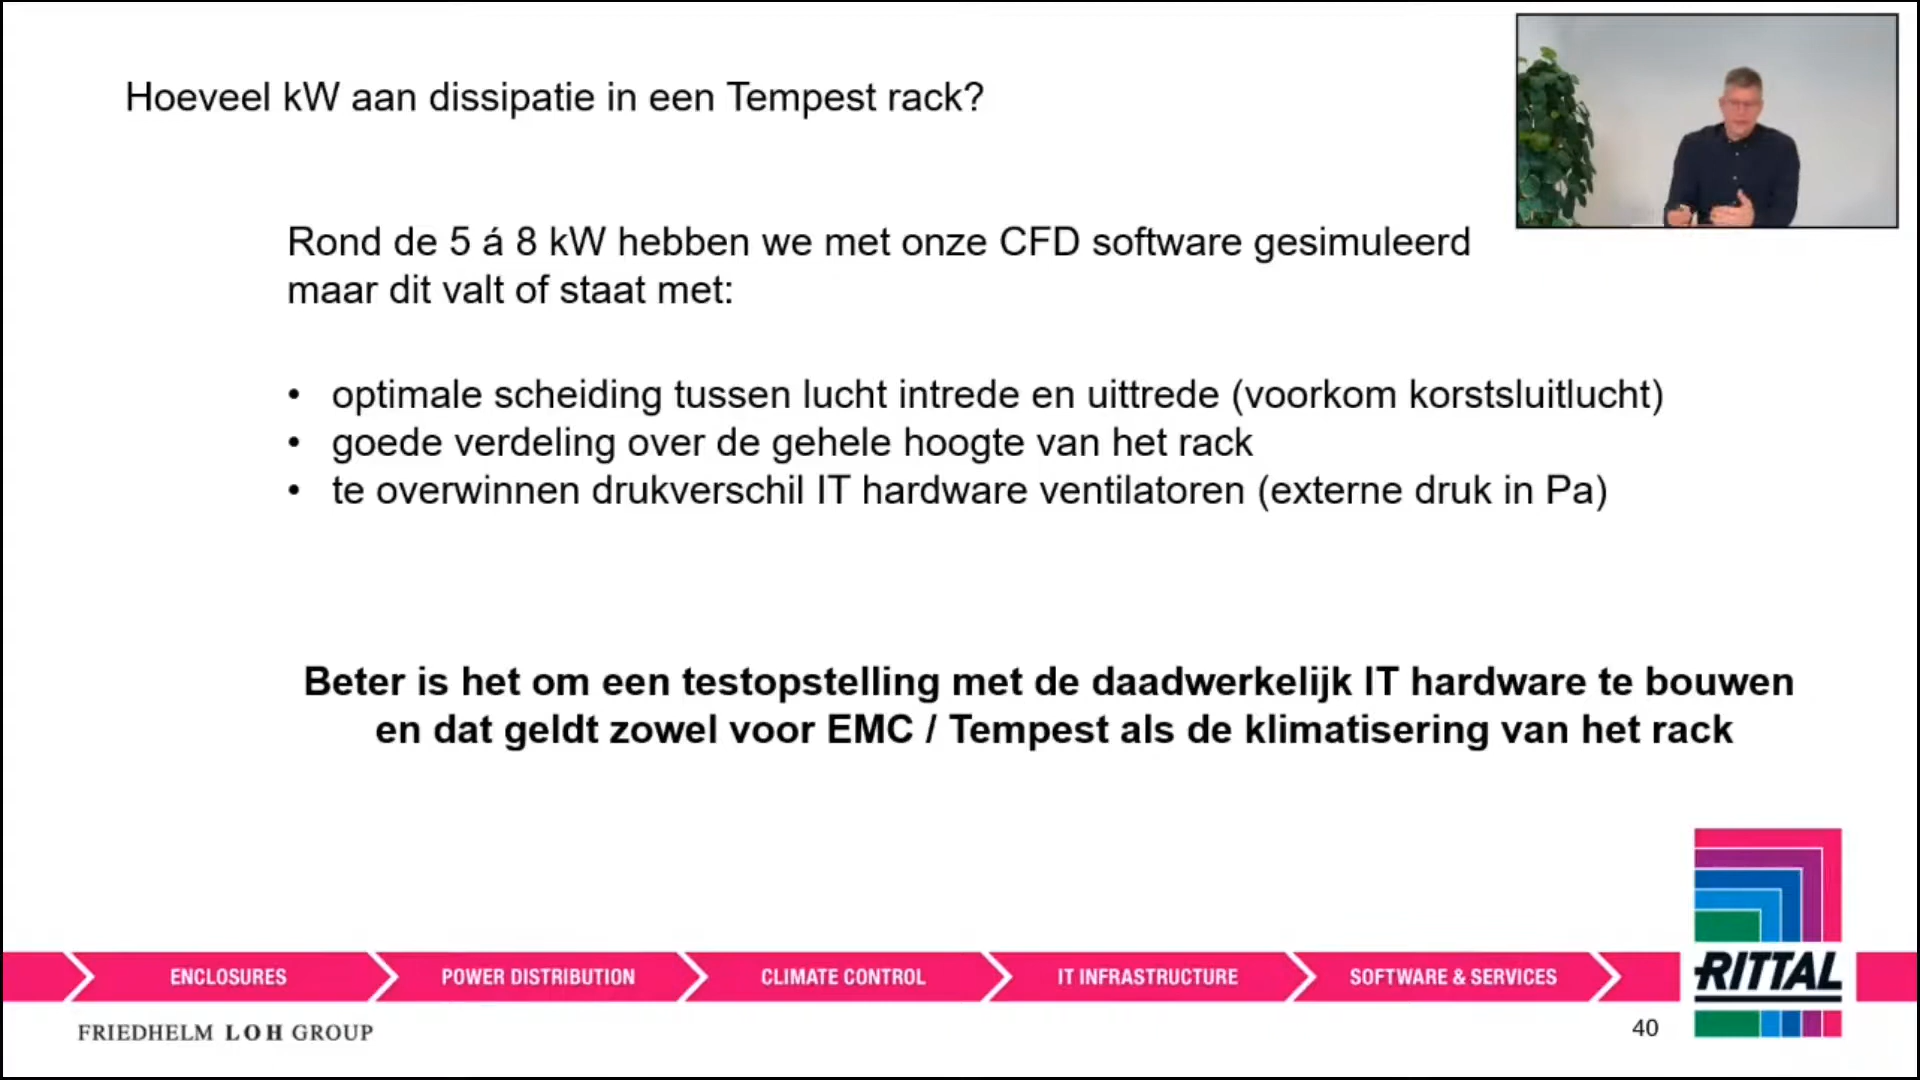 Hoeveel kW aan dissipatie in een Tempest rack?
Rond de 5 á 8 kW hebben we met onze CFD software gesimuleerd
maar dit valt of staat met:
• optimale scheiding tussen lucht intrede en uittrede (voorkom korstsluitlucht)
• goede verdeling over de gehele hoogte van het rack
• te overwinnen drukverschil IT hardware ventilatoren (externe druk in Pa)
Beter is het om een testopstelling met de daadwerkelijk IT hardware te bouwen
en dat geldt zowel voor EMC / Tempest als de klimatisering van het rack
ENCLOSURES
POWER DISTRIBUTION
CLIMATE CONTROL
IT INFRASTRUCTURE
SOFTWARE & SERVICES
RITTAL
FRIEDHELM LOH GROUP
40